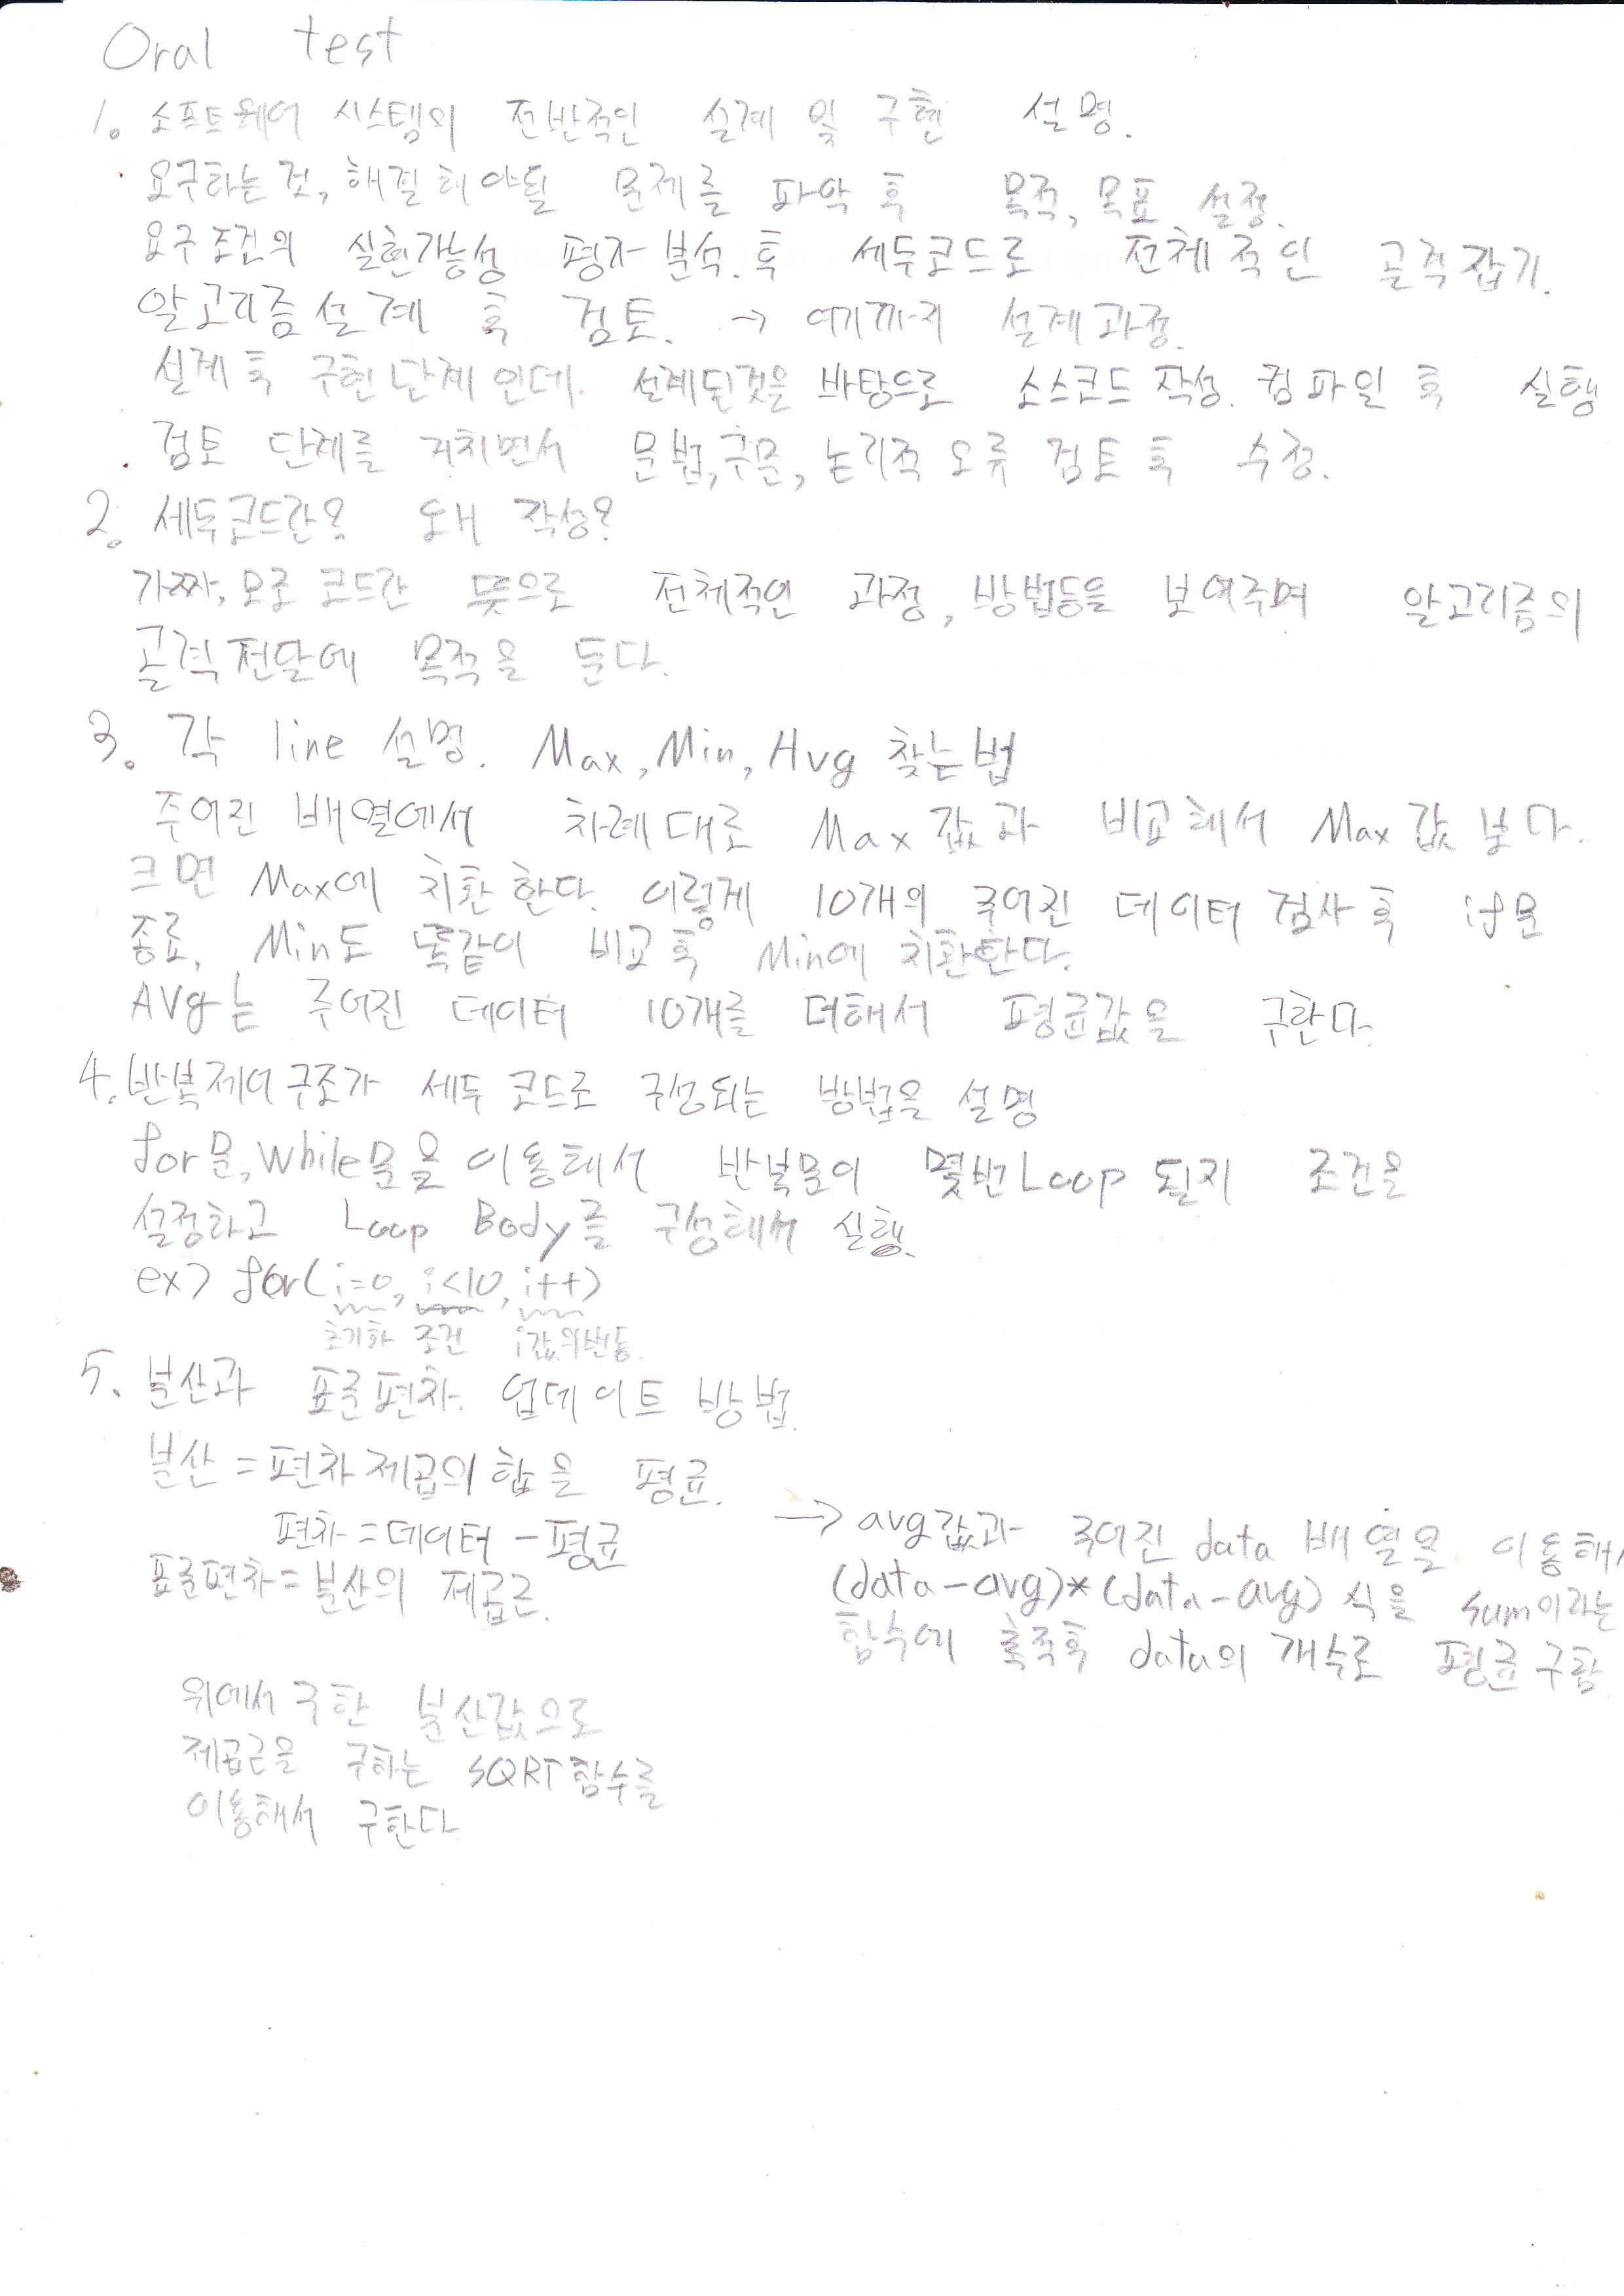 Oral test
1. 소프트웨어 시스템의 전반적인 설계 및 구현 설명.
요구하는 것, 해결해야될 문제를 파악 후 목적, 목표 설정.
요구조건의 실현가능성 평가 분석. 후 세두코드로 전체적인 골격잡기.
알고리즘설계 후 검토. → 여기까지 설계과정.
설계 후 구현단계인데 설계된것을 바탕으로 소스코드 작성. 컴파일 후 실행
검토 단계를 거치면서 문법, 구문, 논리적 오류 검토 후 수정.
2. 세두코드란? 왜 작성?
가짜, 모조 코드란 뜻으로 전체적인 과정, 방법등을 보여주며 알고리즘의
골격전달에 목적을 둔다.
3. 각 line 설명. Max, Min, Avg 찾는법
주어진 배열에서 차례대로 Max값과 비교해서 Max값 보다.
크면 Max에 치환한다. 이렇게 10개의 주어진 데이터 검사 후 if문
종료. Min도 똑같이 비교 후 Min에 치환한다.
Avg는 주어진 데이터 10개를 더해서 평균값을 구한다.
4. 반복제어구조가 세두 코드로 구성되는 방법을 설명
for문, while문을 이용해서 반복문이 몇번 Loop 된지 조건을
설정하고 Loop Body를 구성해서 실행.
ex> for(i=0, i<10, i++)
초기화 조건 i값의변동.
5. 분산과 표준편차 업데이트 방법.
분산 = 편차제곱의 합을 평균.
편차 = 데이터 - 평균
표준편차 = 분산의 제곱근.
→ avg값과 주어진 data 배열을 이용해
(data-avg)*(data-avg) 식을 sum이라는
함수에 축적후 data의 개수로 평균구함
위에서 구한 분산값으로
제곱근을 구하는 SQRT함수를
이용해서 구한다